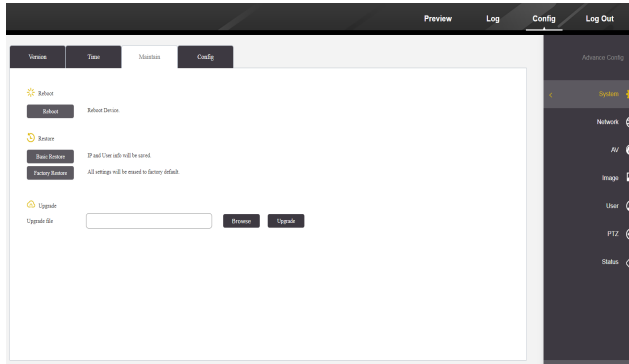 Preview Log Config Log Out
Version Time Maintain Config
Advance Config
Reboot
Reboot Reboot Device.
System
Network
Restore
Basic Restore IP and User info will be saved.
AV
Factory Restore All settings will be erased to factory default.
Image
Upgrade
User
Upgrade file Browse Upgrade
PTZ
Status